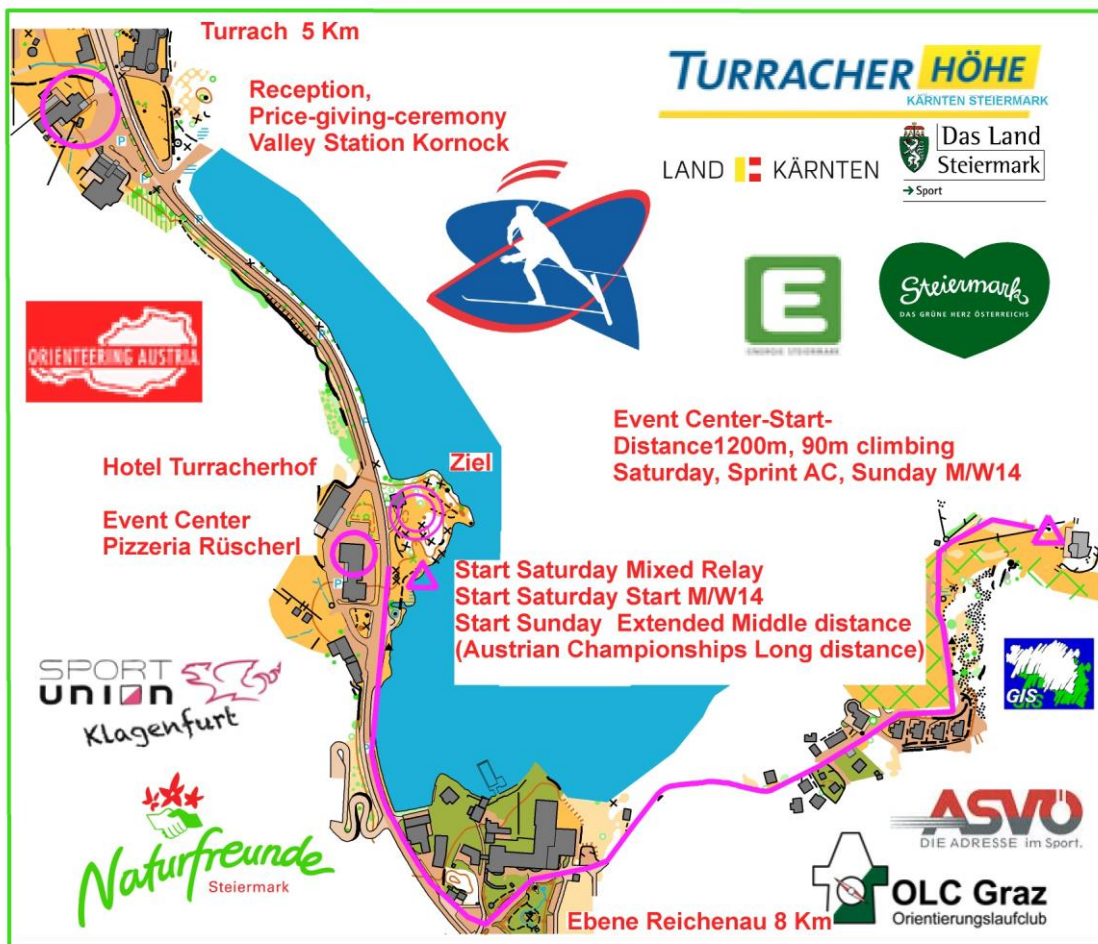 Turrach 5 Km
Reception,
Price-giving-ceremony
Valley Station Kornock
TURRACHER HÖHE
KÄRNTEN STEIERMARK
LAND KÄRNTEN
Das Land
Steiermark
→ Sport
ORIENTEERING AUSTRIA
E
ENERGIE STEIERMARK
Steiermark
DAS GRÜNE HERZ ÖSTERREICHS
Event Center-Start-
Distance1200m, 90m climbing
Saturday, Sprint AC, Sunday M/W14
Hotel Turracherhof
Ziel
Event Center
Pizzeria Rüscherl
Start Saturday Mixed Relay
Start Saturday Start M/W14
Start Sunday Extended Middle distance
(Austrian Championships Long distance)
SPORT
UNION
Klagenfurt
GIS
Naturfreunde
Steiermark
ASVÖ
DIE ADRESSE im Sport.
OLC Graz
Orientierungslaufclub
Ebene Reichenau 8 Km